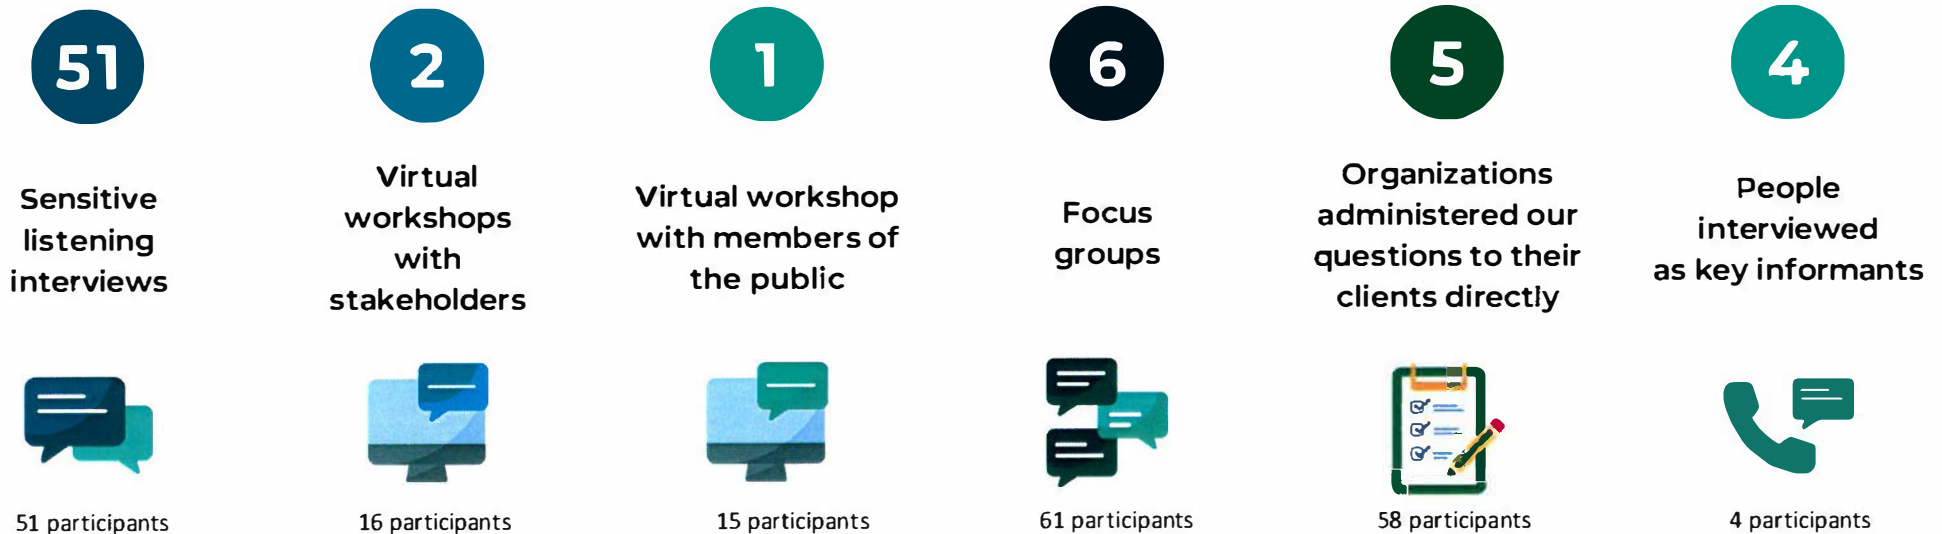 51
Sensitive
listening
interviews
51 participants
2
Virtual
workshops
with
stakeholders
16 participants
1
Virtual workshop
with members of
the public
15 participants
6
Focus
groups
61 participants
5
Organizations
administered our
questions to their
clients directly
58 participants
4
People
interviewed
as key informants
4 participants